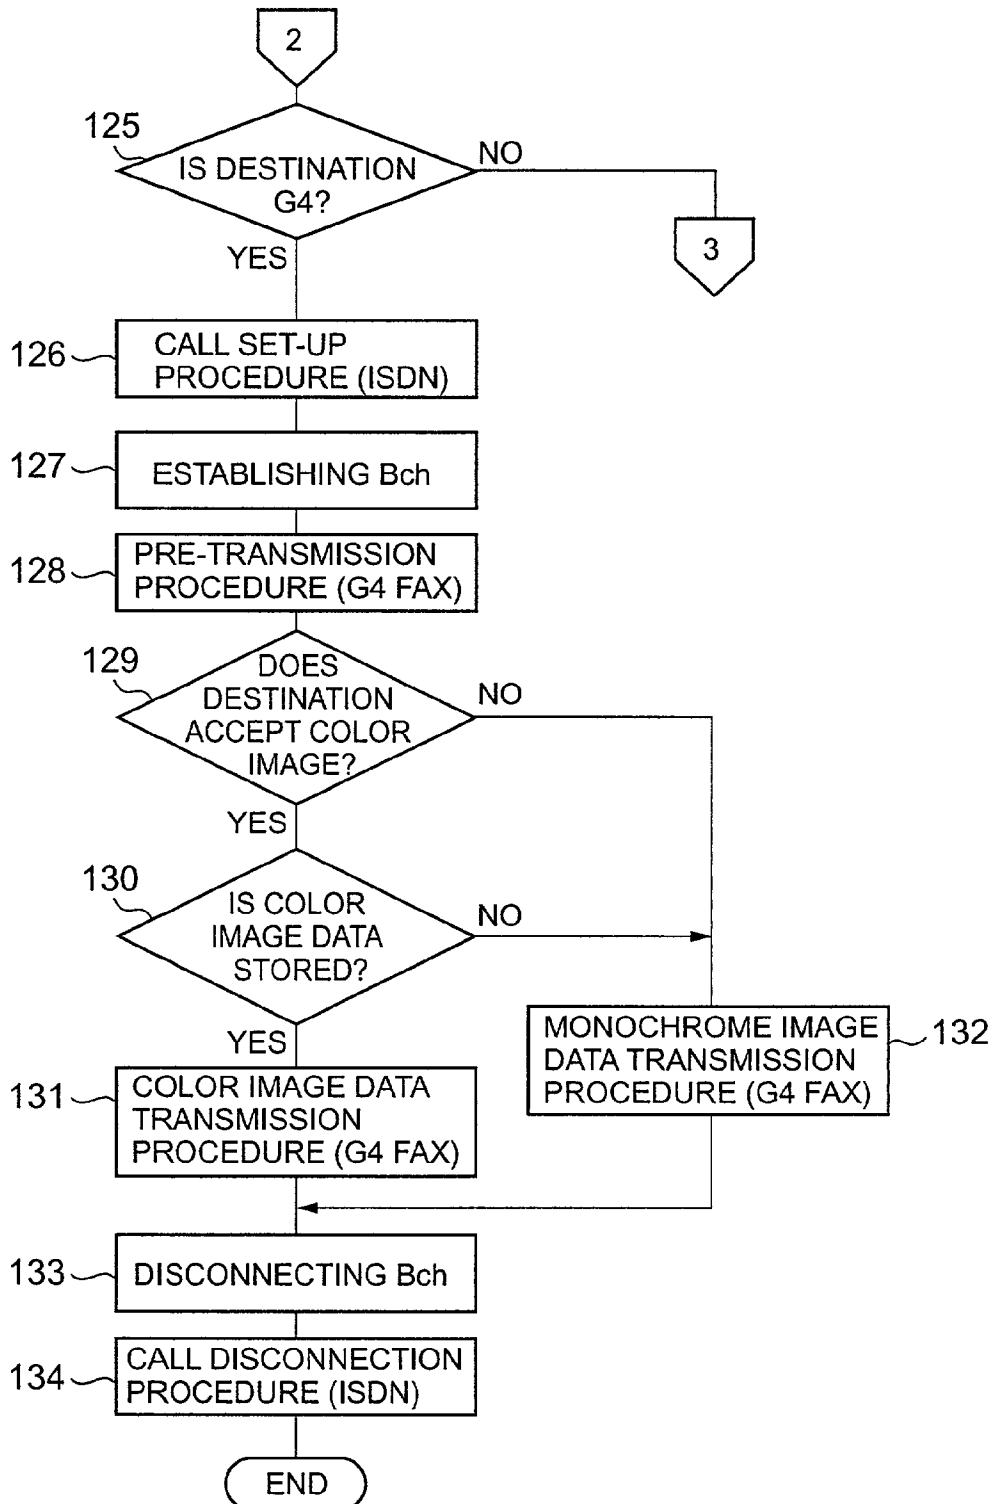 2
125
IS DESTINATION
G4?
NO
YES
3
126
CALL SET-UP
PROCEDURE (ISDN)
127
ESTABLISHING Bch
128
PRE-TRANSMISSION
PROCEDURE (G4 FAX)
129
DOES
DESTINATION
ACCEPT COLOR
IMAGE?
NO
YES
130
IS COLOR
IMAGE DATA
STORED?
NO
YES
131
COLOR IMAGE DATA
TRANSMISSION
PROCEDURE (G4 FAX)
MONOCHROME IMAGE
DATA TRANSMISSION
PROCEDURE (G4 FAX)
132
133
DISCONNECTING Bch
134
CALL DISCONNECTION
PROCEDURE (ISDN)
END